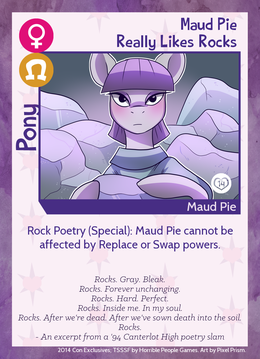 Maud Pie
Really Likes Rocks
Pony
Maud Pie
Rock Poetry (Special): Maud Pie cannot be
affected by Replace or Swap powers.
Rocks. Gray. Bleak.
Rocks. Forever unchanging.
Rocks. Hard. Perfect.
Rocks. Inside me. In my soul.
Rocks. After we're dead. After we've sown death into the soil.
Rocks.
- An excerpt from a '94 Canterlot High poetry slam
2014 Con Exclusives; TSSSF by Horrible People Games. Art by Pixel Prism.